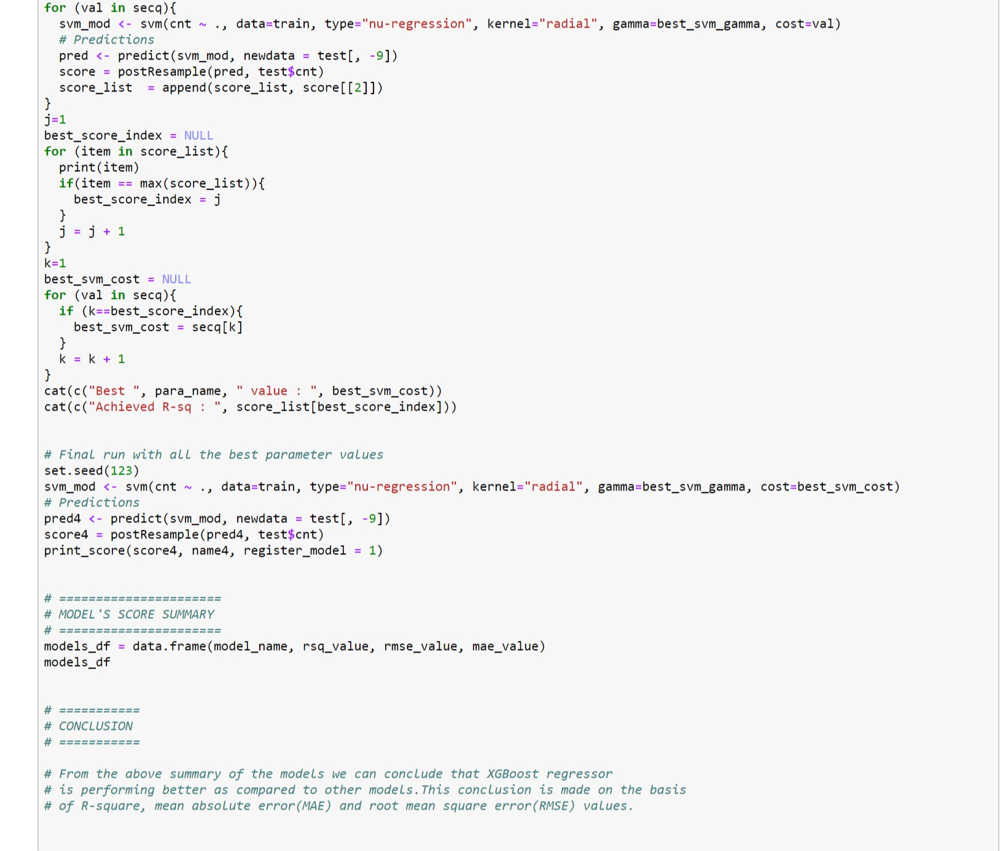 for (val in secq){
  svm_mod <- svm(cnt ~ ., data=train, type="nu-regression", kernel="radial", gamma=best_svm_gamma, cost=val)
  # Predictions
  pred <- predict(svm_mod, newdata = test[, -9])
  score = postResample(pred, test$cnt)
  score_list  = append(score_list, score[[2]])
}
j=1
best_score_index = NULL
for (item in score_list){
  print(item)
  if(item == max(score_list)){
    best_score_index = j
  }
  j = j + 1
}
k=1
best_svm_cost = NULL
for (val in secq){
  if (k==best_score_index){
    best_svm_cost = secq[k]
  }
  k = k + 1
}
cat(c("Best ", para_name, " value : ", best_svm_cost))
cat(c("Achieved R-sq : ", score_list[best_score_index]))
# Final run with all the best parameter values
set.seed(123)
svm_mod <- svm(cnt ~ ., data=train, type="nu-regression", kernel="radial", gamma=best_svm_gamma, cost=best_svm_cost)
# Predictions
pred4 <- predict(svm_mod, newdata = test[, -9])
score4 = postResample(pred4, test$cnt)
print_score(score4, name4, register_model = 1)
# ======================
# MODEL'S SCORE SUMMARY
# ======================
models_df = data.frame(model_name, rsq_value, rmse_value, mae_value)
models_df
# ===========
# CONCLUSION
# ===========
# From the above summary of the models we can conclude that XGBoost regressor
# is performing better as compared to other models.This conclusion is made on the basis
# of R-square, mean absolute error(MAE) and root mean square error(RMSE) values.